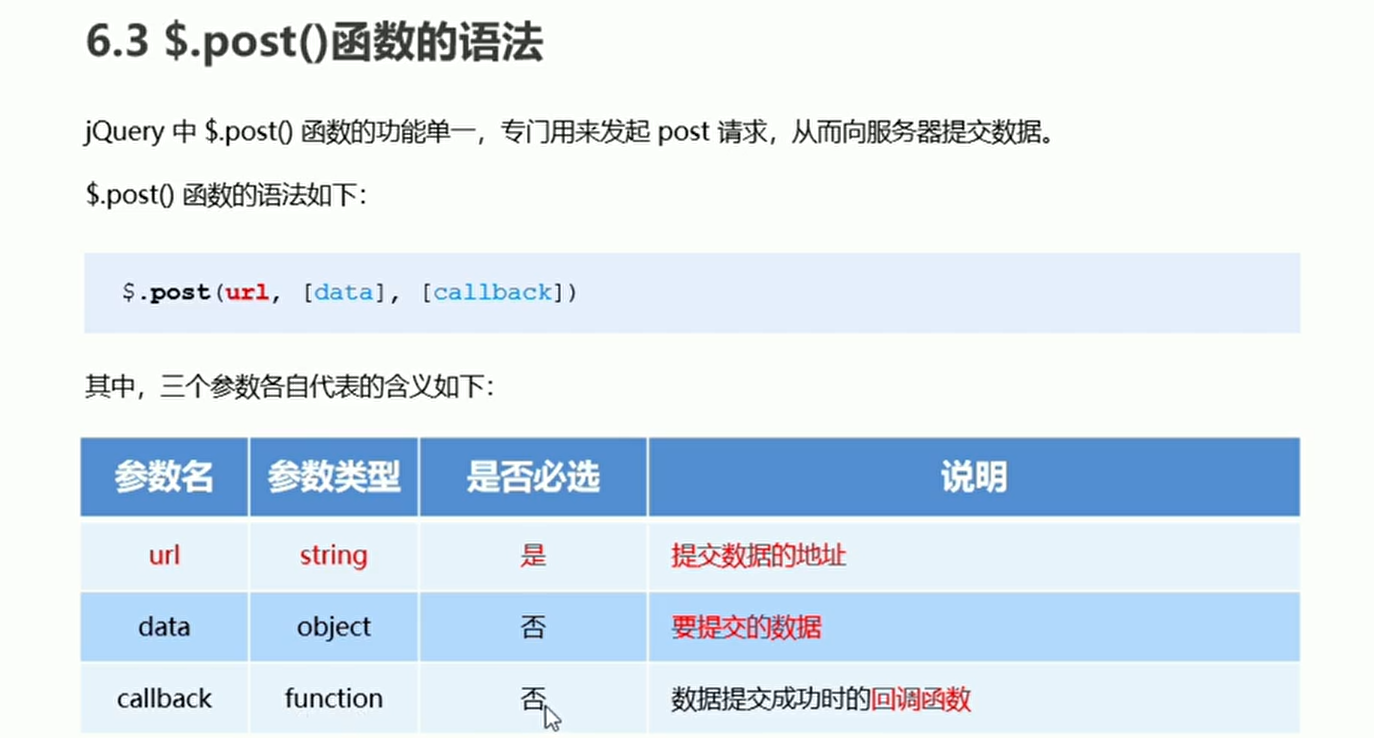 6.3 $.post()函数的语法
jQuery 中 $.post() 函数的功能单一，专门用来发起 post 请求，从而向服务器提交数据。
$.post() 函数的语法如下：
$.post(url, [data], [callback])
其中，三个参数各自代表的含义如下：
参数名 参数类型 是否必选 说明
url string 是 提交数据的地址
data object 否 要提交的数据
callback function 否 数据提交成功时的回调函数